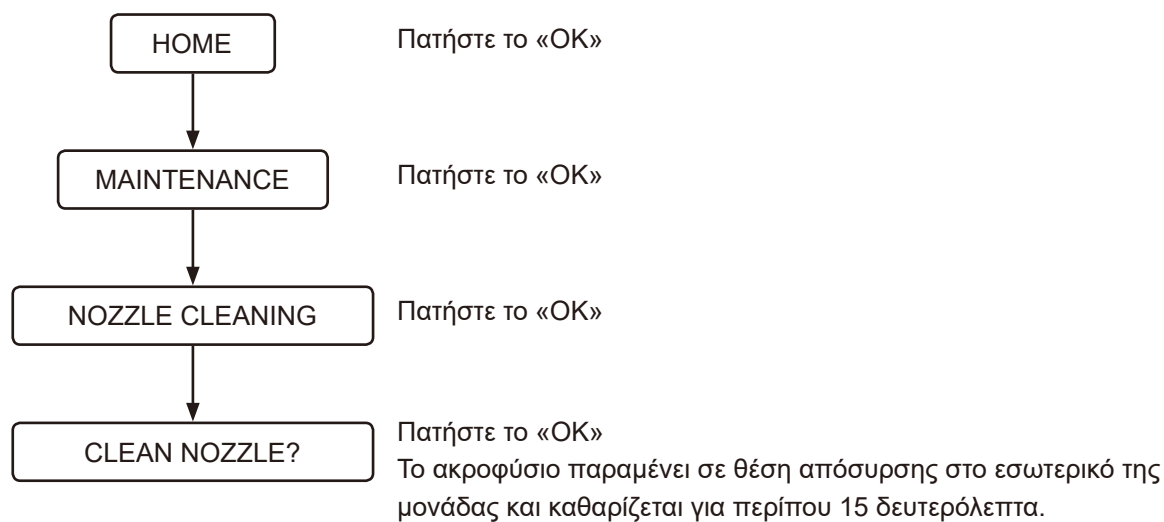 HOME
Πατήστε το «OK»
MAINTENANCE
Πατήστε το «OK»
NOZZLE CLEANING
Πατήστε το «OK»
CLEAN NOZZLE?
Πατήστε το «OK»
Το ακροφύσιο παραμένει σε θέση απόσυρσης στο εσωτερικό της
μονάδας και καθαρίζεται για περίπου 15 δευτερόλεπτα.